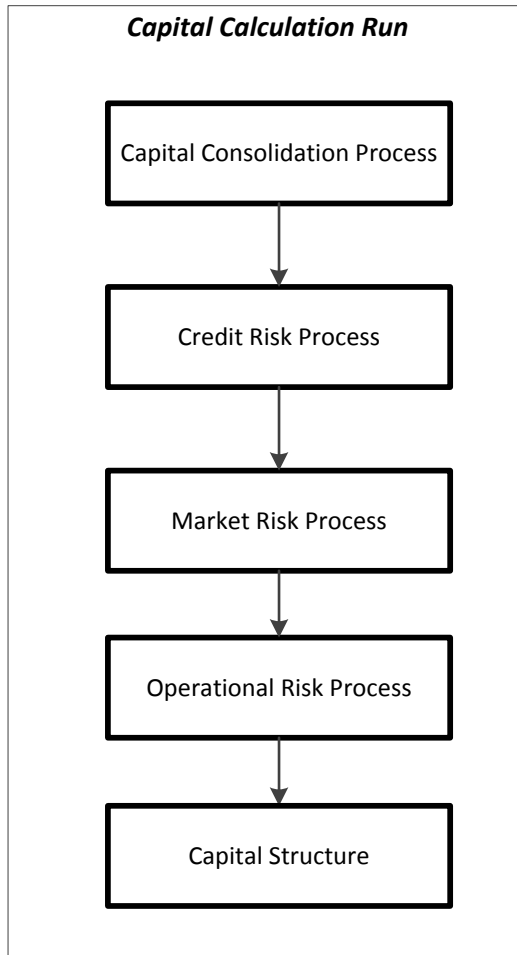 Capital Calculation Run
Capital Consolidation Process
Credit Risk Process
Market Risk Process
Operational Risk Process
Capital Structure